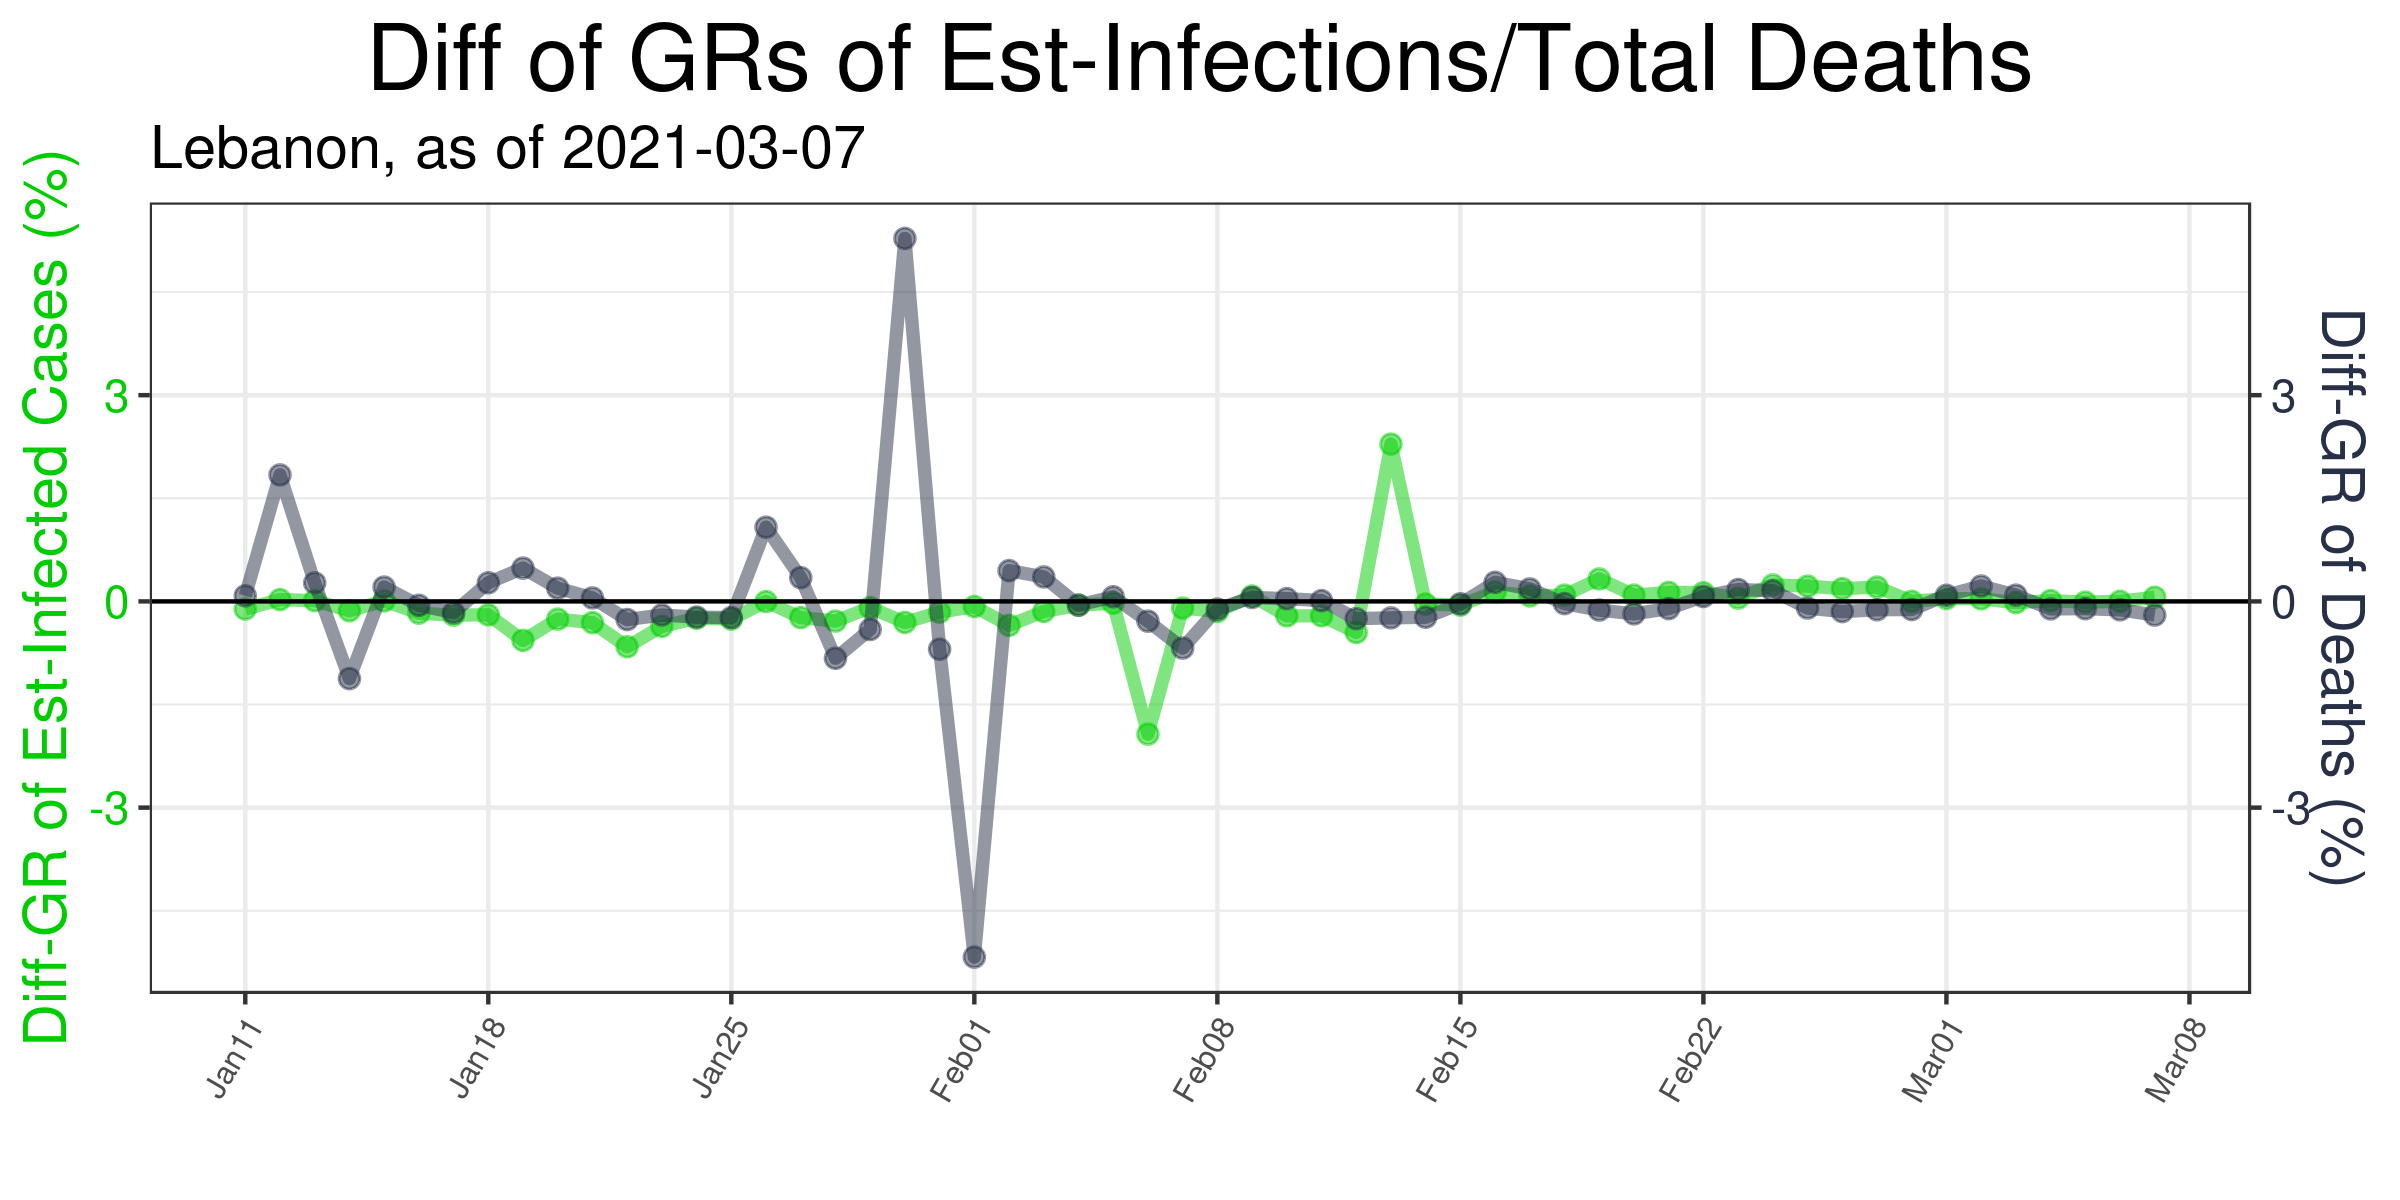 Diff of GRs of Est-Infections/Total Deaths
Lebanon, as of 2021-03-07
Diff-GR of Est-Infected Cases (%)
3
0
-3
3
0
-3
Diff-GR of Deaths (%)
Jan11
Jan18
Jan25
Feb01
Feb08
Feb15
Feb22
Mar01
Mar08